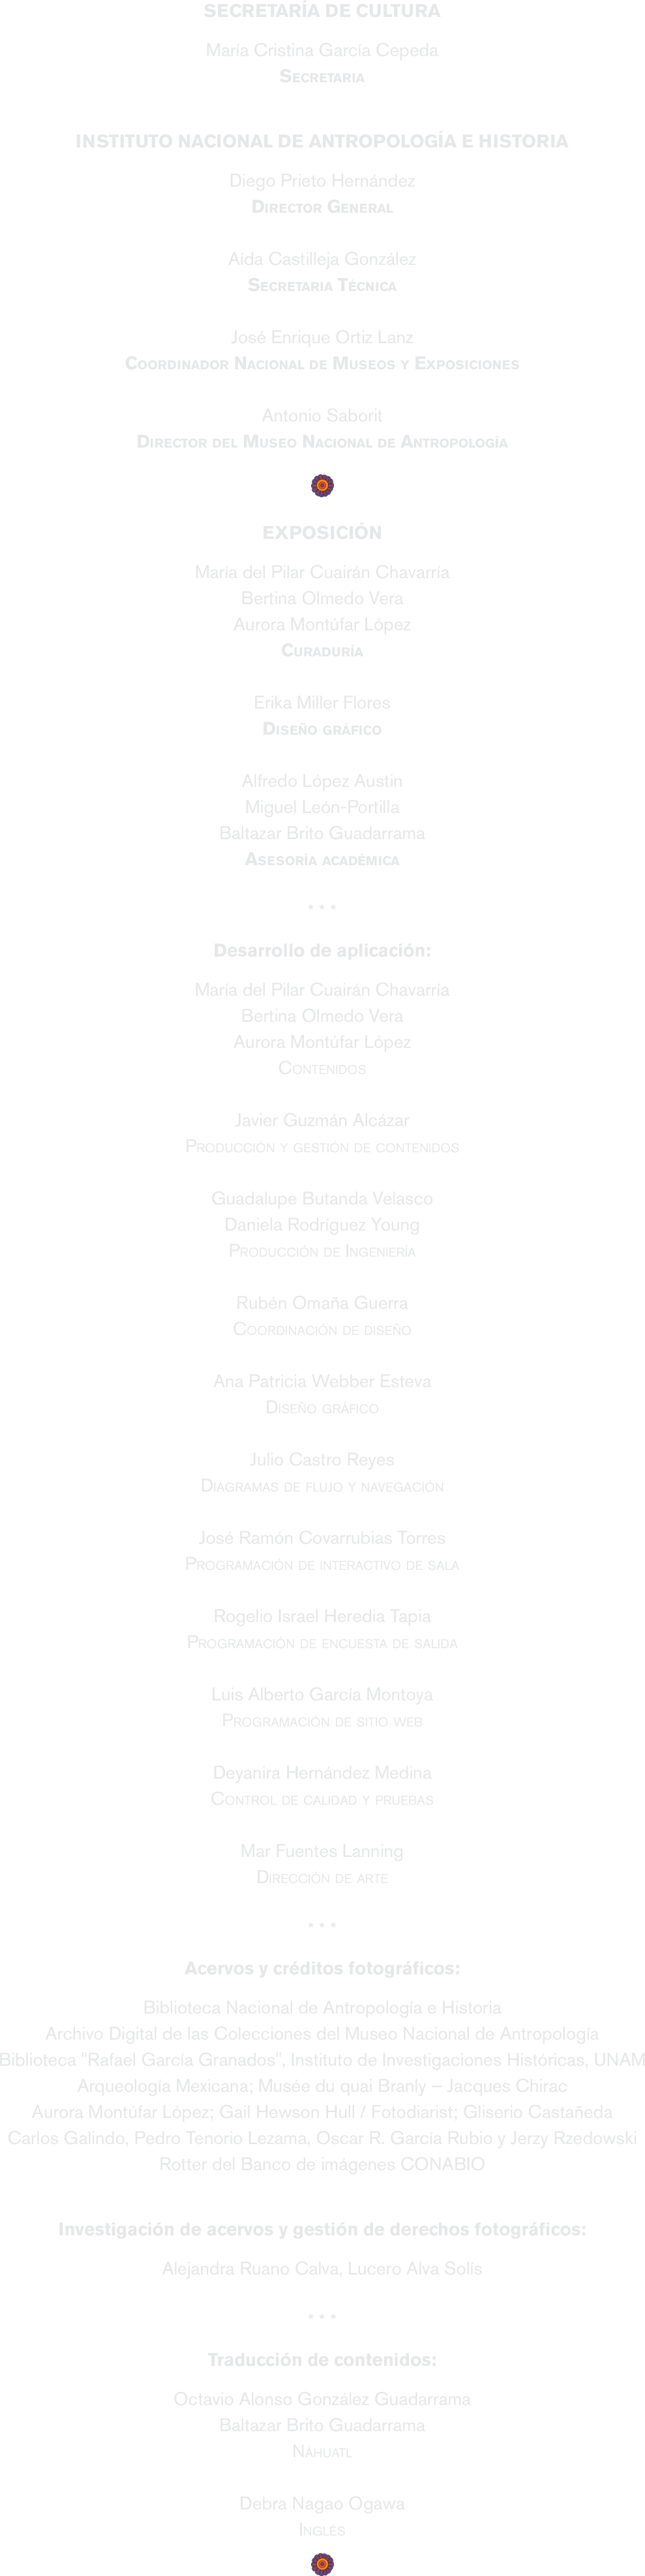 SECRETARÍA DE CULTURA
María Cristina García Cepeda
Secretaria
INSTITUTO NACIONAL DE ANTROPOLOGÍA E HISTORIA
Diego Prieto Hernández
Director General
Aída Castilleja González
Secretaria Técnica
José Enrique Ortiz Lanz
Coordinador Nacional de Museos y Exposiciones
Antonio Saborit
Director del Museo Nacional de Antropología
EXPOSICIÓN
María del Pilar Cuairán Chavarría
Bertina Olmedo Vera
Aurora Montúfar López
Curaduría
Erika Miller Flores
Diseño gráfico
Alfredo López Austin
Miguel León-Portilla
Baltazar Brito Guadarrama
Asesoría académica
* * *
Desarrollo de aplicación:
María del Pilar Cuairán Chavarría
Bertina Olmedo Vera
Aurora Montúfar López
Contenidos
Javier Guzmán Alcázar
Producción y gestión de contenidos
Guadalupe Butanda Velasco
Daniela Rodríguez Young
Producción de Ingeniería
Rubén Omaña Guerra
Coordinación de diseño
Ana Patricia Webber Esteva
Diseño gráfico
Julio Castro Reyes
Diagramas de flujo y navegación
José Ramón Covarrubias Torres
Programación de interactivo de sala
Rogelio Israel Heredia Tapia
Programación de encuesta de salida
Luis Alberto García Montoya
Programación de sitio web
Deyanira Hernández Medina
Control de calidad y pruebas
Mar Fuentes Lanning
Dirección de arte
* * *
Acervos y créditos fotográficos:
Biblioteca Nacional de Antropología e Historia
Archivo Digital de las Colecciones del Museo Nacional de Antropología
Biblioteca "Rafael García Granados", Instituto de Investigaciones Históricas, UNAM
Arqueología Mexicana; Musée du quai Branly – Jacques Chirac
Aurora Montúfar López; Gail Hewson Hull / Fotodiarist; Gliserio Castañeda
Carlos Galindo, Pedro Tenorio Lezama, Oscar R. García Rubio y Jerzy Rzedowski
Rotter del Banco de imágenes CONABIO
Investigación de acervos y gestión de derechos fotográficos:
Alejandra Ruano Calva, Lucero Alva Solís
* * *
Traducción de contenidos:
Octavio Alonso González Guadarrama
Baltazar Brito Guadarrama
Náhuatl
Debra Nagao Ogawa
Inglés